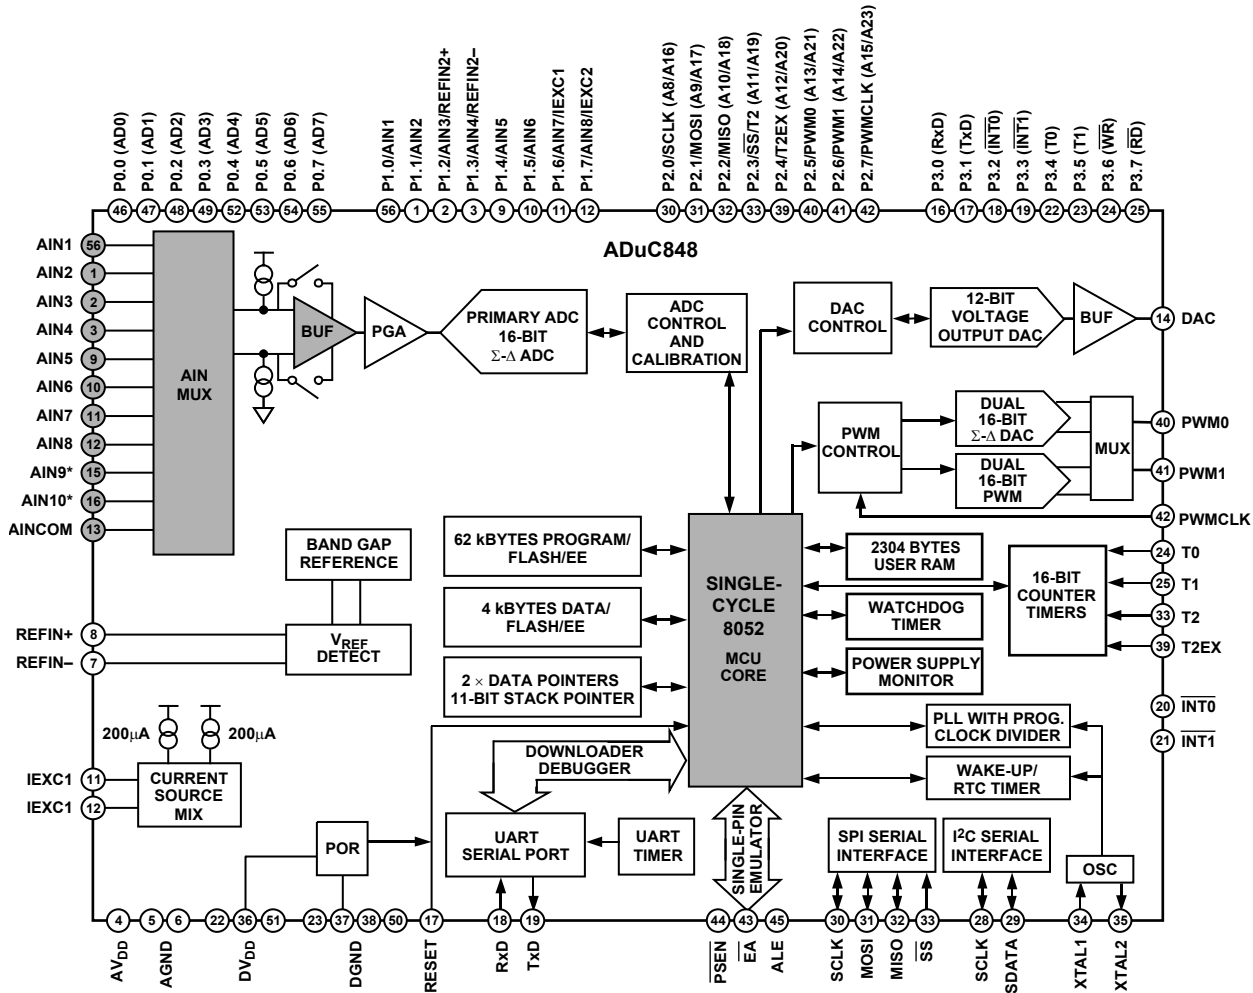 P0.0 (AD0)
P0.1 (AD1)
P0.2 (AD2)
P0.3 (AD3)
P0.4 (AD4)
P0.5 (AD5)
P0.6 (AD6)
P0.7 (AD7)
P1.0/AIN1
P1.1/AIN2
P1.2/AIN3/REFIN2+
P1.3/AIN4/REFIN2–
P1.4/AIN5
P1.5/AIN6
P1.6/AIN7/IEXC1
P1.7/AIN8/IEXC2
P2.0/SCLK (A8/A16)
P2.1/MOSI (A9/A17)
P2.2/MISO (A10/A18)
P2.3/SS/T2 (A11/A19)
P2.4/T2EX (A12/A20)
P2.5/PWM0 (A13/A21)
P2.6/PWM1 (A14/A22)
P2.7/PWMCLK (A15/A23)
P3.0 (RxD)
P3.1 (TxD)
P3.2 (INT0)
P3.3 (INT1)
P3.4 (T0)
P3.5 (T1)
P3.6 (WR)
P3.7 (RD)
46 47 48 49 52 53 54 55 56 1 2 3 9 10 11 12 30 31 32 33 39 40 41 42 16 17 18 19 22 23 24 25
ADuC848
AIN1 56
AIN2 1
AIN3 2
AIN4 3
AIN5 9
AIN6 10
AIN7 11
AIN8 12
AIN9* 15
AIN10* 16
AINCOM 13
AIN
MUX
BUF
PGA
PRIMARY ADC
16-BIT
Σ-Δ ADC
ADC
CONTROL
AND
CALIBRATION
DAC
CONTROL
12-BIT
VOLTAGE
OUTPUT DAC
BUF
14 DAC
PWM
CONTROL
DUAL
16-BIT
Σ-Δ DAC
DUAL
16-BIT
PWM
MUX
40 PWM0
41 PWM1
42 PWMCLK
BAND GAP
REFERENCE
VREF
DETECT
REFIN+ 8
REFIN– 7
62 kBYTES PROGRAM/
FLASH/EE
4 kBYTES DATA/
FLASH/EE
2 × DATA POINTERS
11-BIT STACK POINTER
SINGLE-
CYCLE
8052
MCU
CORE
2304 BYTES
USER RAM
WATCHDOG
TIMER
POWER SUPPLY
MONITOR
16-BIT
COUNTER
TIMERS
24 T0
25 T1
33 T2
39 T2EX
20 INT0
21 INT1
PLL WITH PROG.
CLOCK DIVIDER
WAKE-UP/
RTC TIMER
200μA
200μA
IEXC1 11
IEXC1 12
CURRENT
SOURCE
MIX
DOWNLOADER
DEBUGGER
POR
UART
SERIAL PORT
UART
TIMER
SINGLE-PIN
EMULATOR
SPI SERIAL
INTERFACE
I2C SERIAL
INTERFACE
OSC
4 5 6 22 36 51 23 37 38 50 17 18 19 44 43 45 30 31 32 33 28 29 34 35
AVDD
AGND
DVDD
DGND
RESET
RxD
TxD
PSEN
EA
ALE
SCLK
MOSI
MISO
SS
SCLK
SDATA
XTAL1
XTAL2